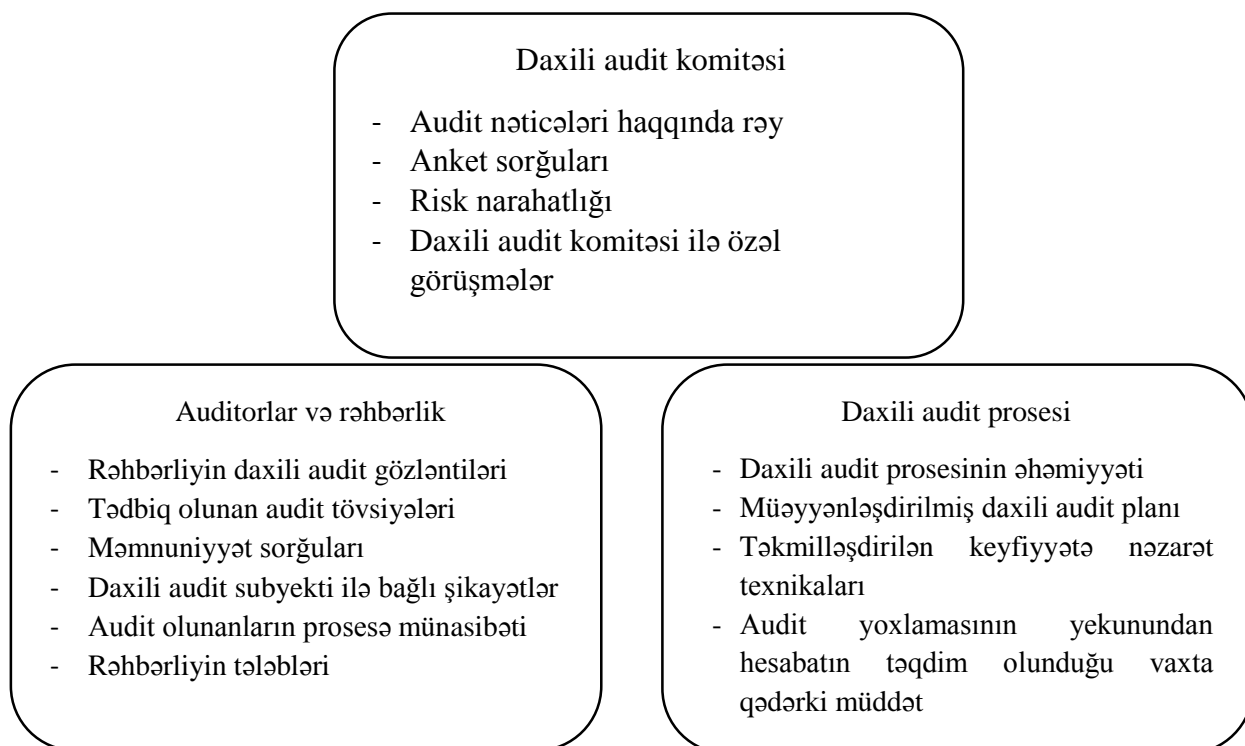 Daxili audit komitəsi
- Audit nəticələri haqqında rəy
- Anket sorğuları
- Risk narahatlığı
- Daxili audit komitəsi ilə özəl
görüşmələr
Auditorlar və rəhbərlik
- Rəhbərliyin daxili audit gözləntiləri
- Tədbiq olunan audit tövsiyələri
- Məmnuniyyət sorğuları
- Daxili audit subyekti ilə bağlı şikayətlər
- Audit olunanların prosesə münasibəti
- Rəhbərliyin tələbləri
Daxili audit prosesi
- Daxili audit prosesinin əhəmiyyəti
- Müəyyənləşdirilmiş daxili audit planı
- Təkmilləşdirilən keyfiyyətə nəzarət
texnikaları
- Audit yoxlamasının yekunundan
hesabatın təqdim olunduğu vaxta
qədərki müddət